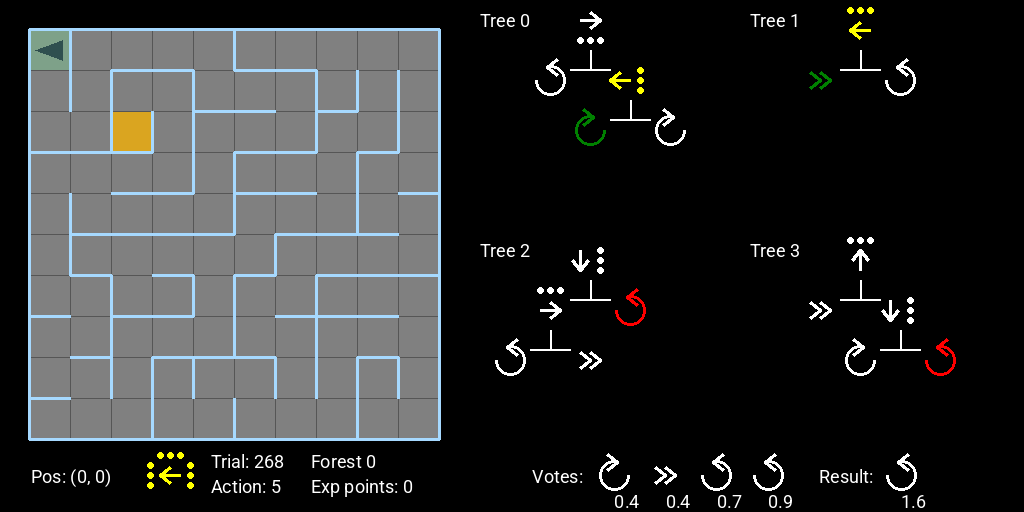 Tree 0
Tree 1
Tree 2
Tree 3
Pos: (0, 0)
Trial: 268
Forest 0
Action: 5
Exp points: 0
Votes:
0.4
0.4
0.7
0.9
Result:
1.6